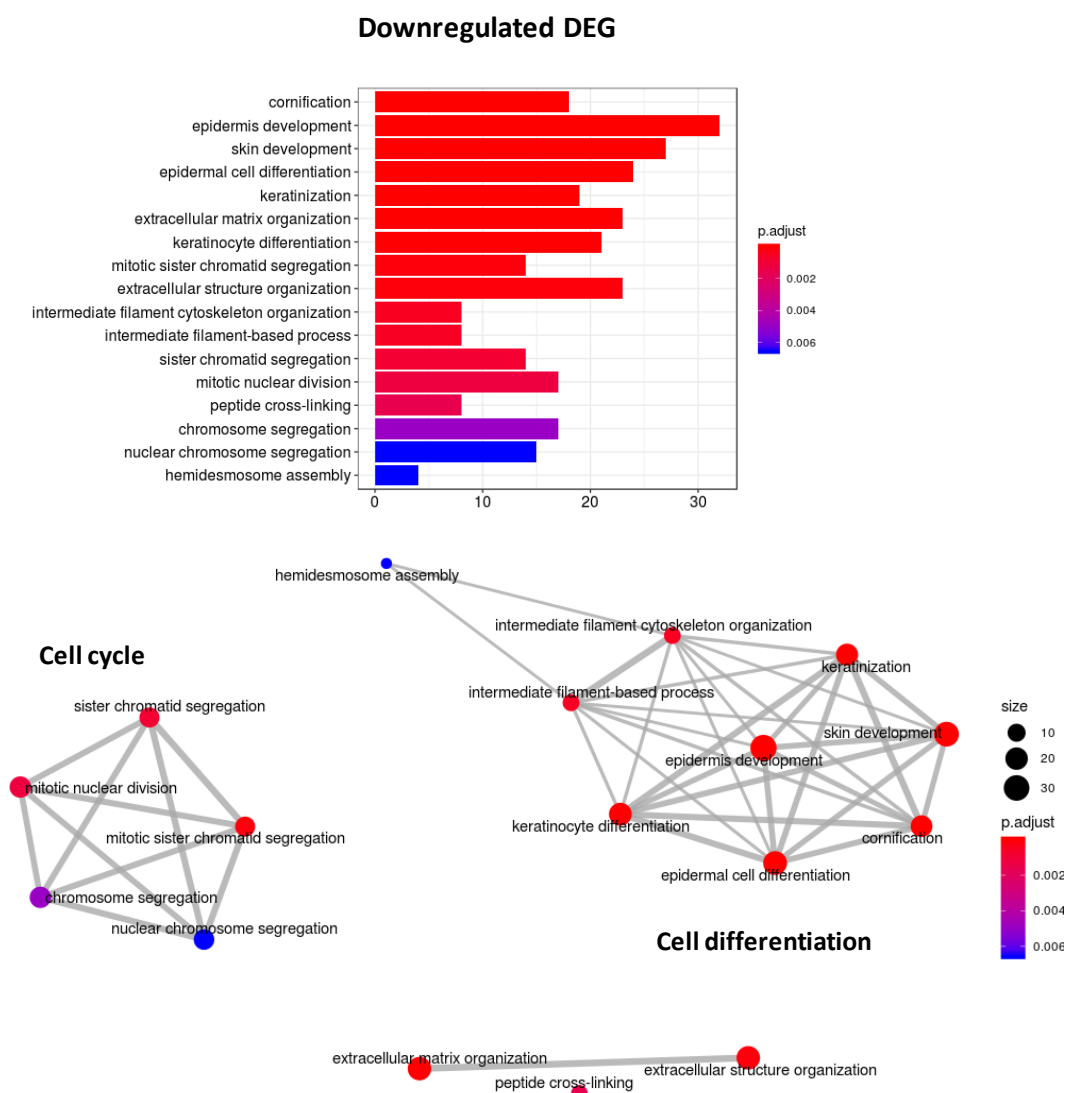 Downregulated DEG
cornification
epidermis development
skin development
epidermal cell differentiation
keratinization
extracellular matrix organization
keratinocyte differentiation
mitotic sister chromatid segregation
extracellular structure organization
intermediate filament cytoskeleton organization
intermediate filament-based process
sister chromatid segregation
mitotic nuclear division
peptide cross-linking
chromosome segregation
nuclear chromosome segregation
hemidesmosome assembly
0 10 20 30
p.adjust
0.002
0.004
0.006
hemidesmosome assembly
intermediate filament cytoskeleton organization
keratinization
intermediate filament-based process
skin development
epidermis development
keratinocyte differentiation
cornification
epidermal cell differentiation
Cell differentiation
Cell cycle
sister chromatid segregation
mitotic nuclear division
mitotic sister chromatid segregation
chromosome segregation
nuclear chromosome segregation
size
10
20
30
p.adjust
0.002
0.004
0.006
extracellular matrix organization
extracellular structure organization
peptide cross-linking